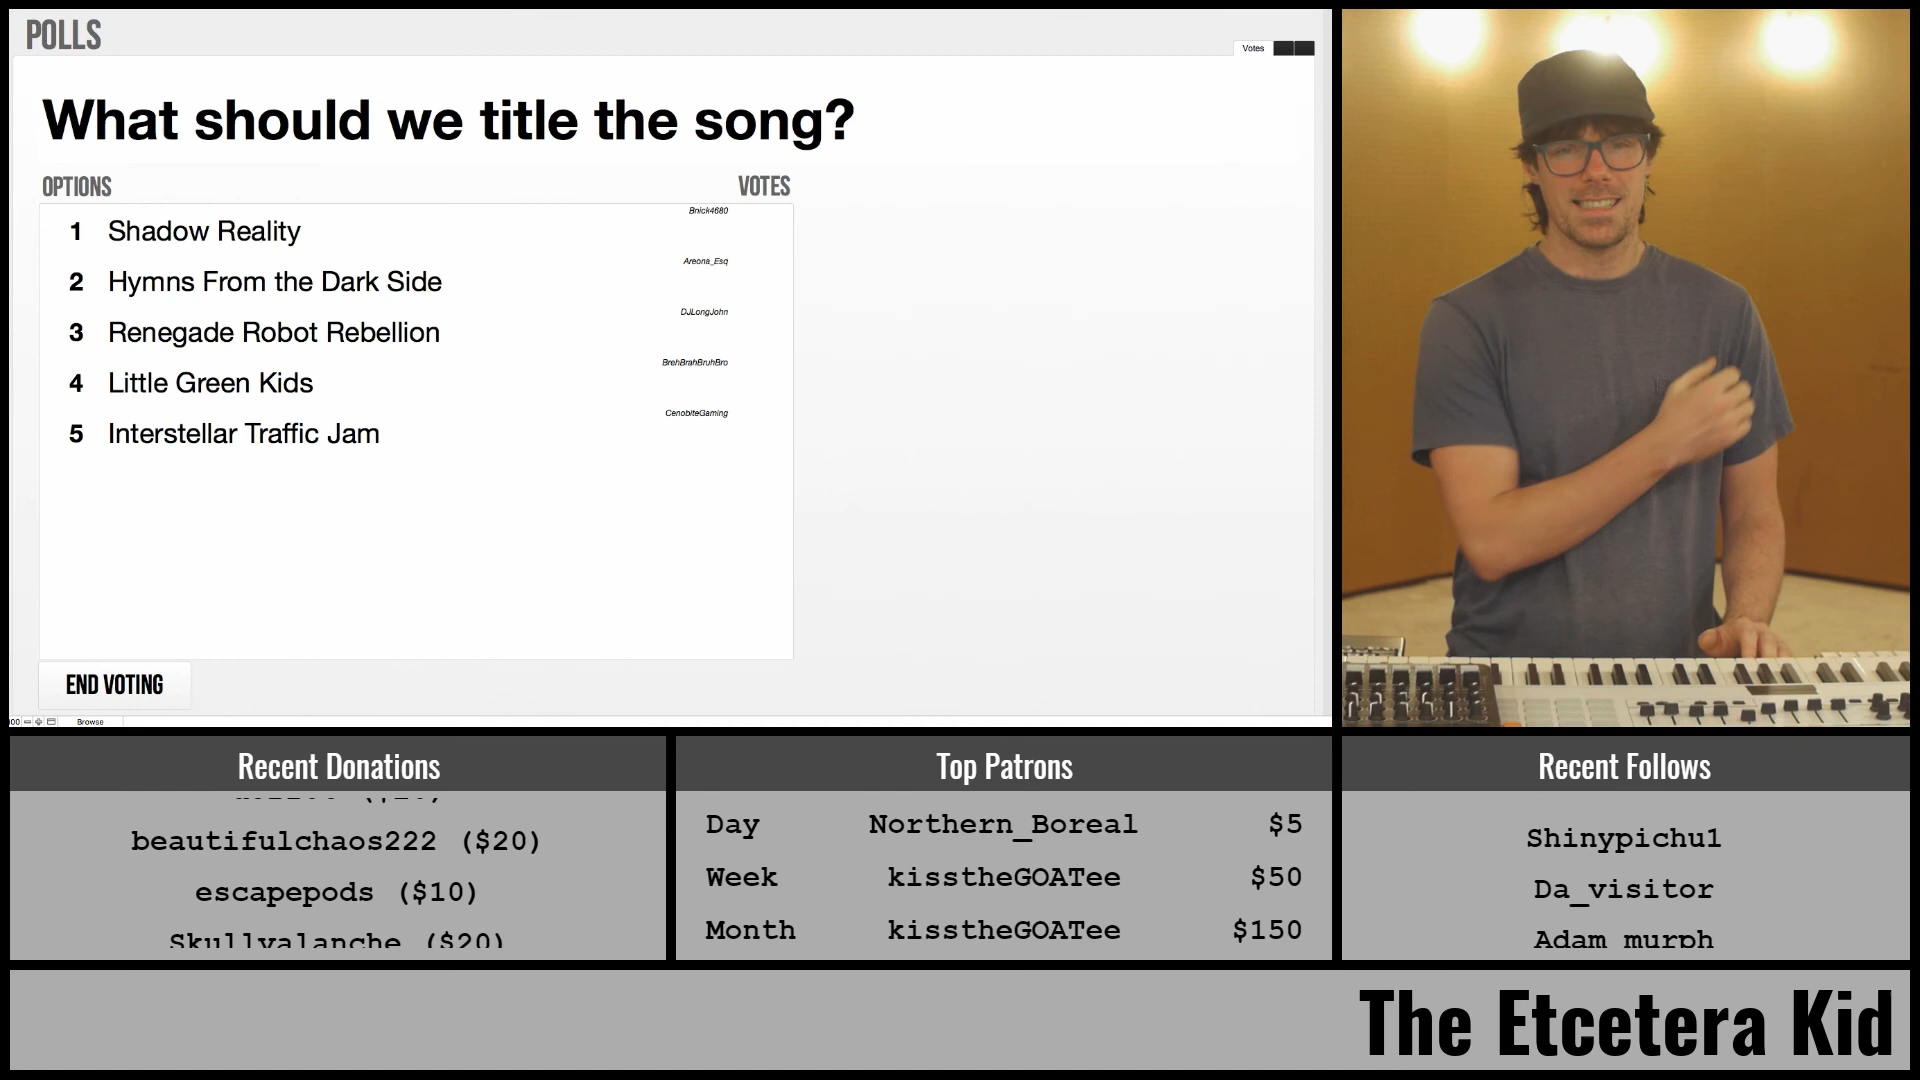 POLLS
Votes
What should we title the song?
OPTIONS VOTES
Bnick4680
1 Shadow Reality
Areona_Esq
2 Hymns From the Dark Side
DJLongJohn
3 Renegade Robot Rebellion
BrehBrahBruhBro
4 Little Green Kids
CenobiteGaming
5 Interstellar Traffic Jam
END VOTING
Browse
Recent Donations
beautifulchaos222 ($20)
escapepods ($10)
Skullvalanche ($20)
Top Patrons
Day Northern_Boreal $5
Week kisstheGOATee $50
Month kisstheGOATee $150
Recent Follows
Shinypichu1
Da_visitor
Adam_murph
The Etcetera Kid